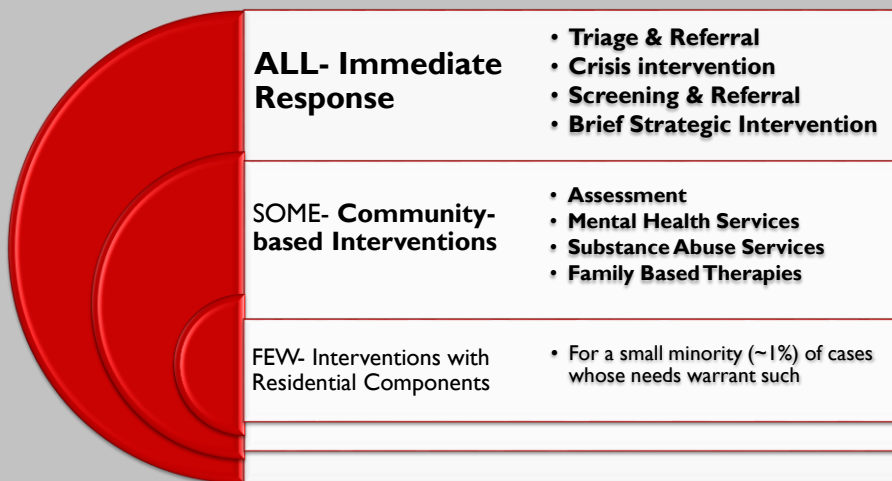 ALL- Immediate
Response
• Triage & Referral
• Crisis intervention
• Screening & Referral
• Brief Strategic Intervention
SOME- Community-
based Interventions
• Assessment
• Mental Health Services
• Substance Abuse Services
• Family Based Therapies
FEW- Interventions with
Residential Components
• For a small minority (~1%) of cases
whose needs warrant such